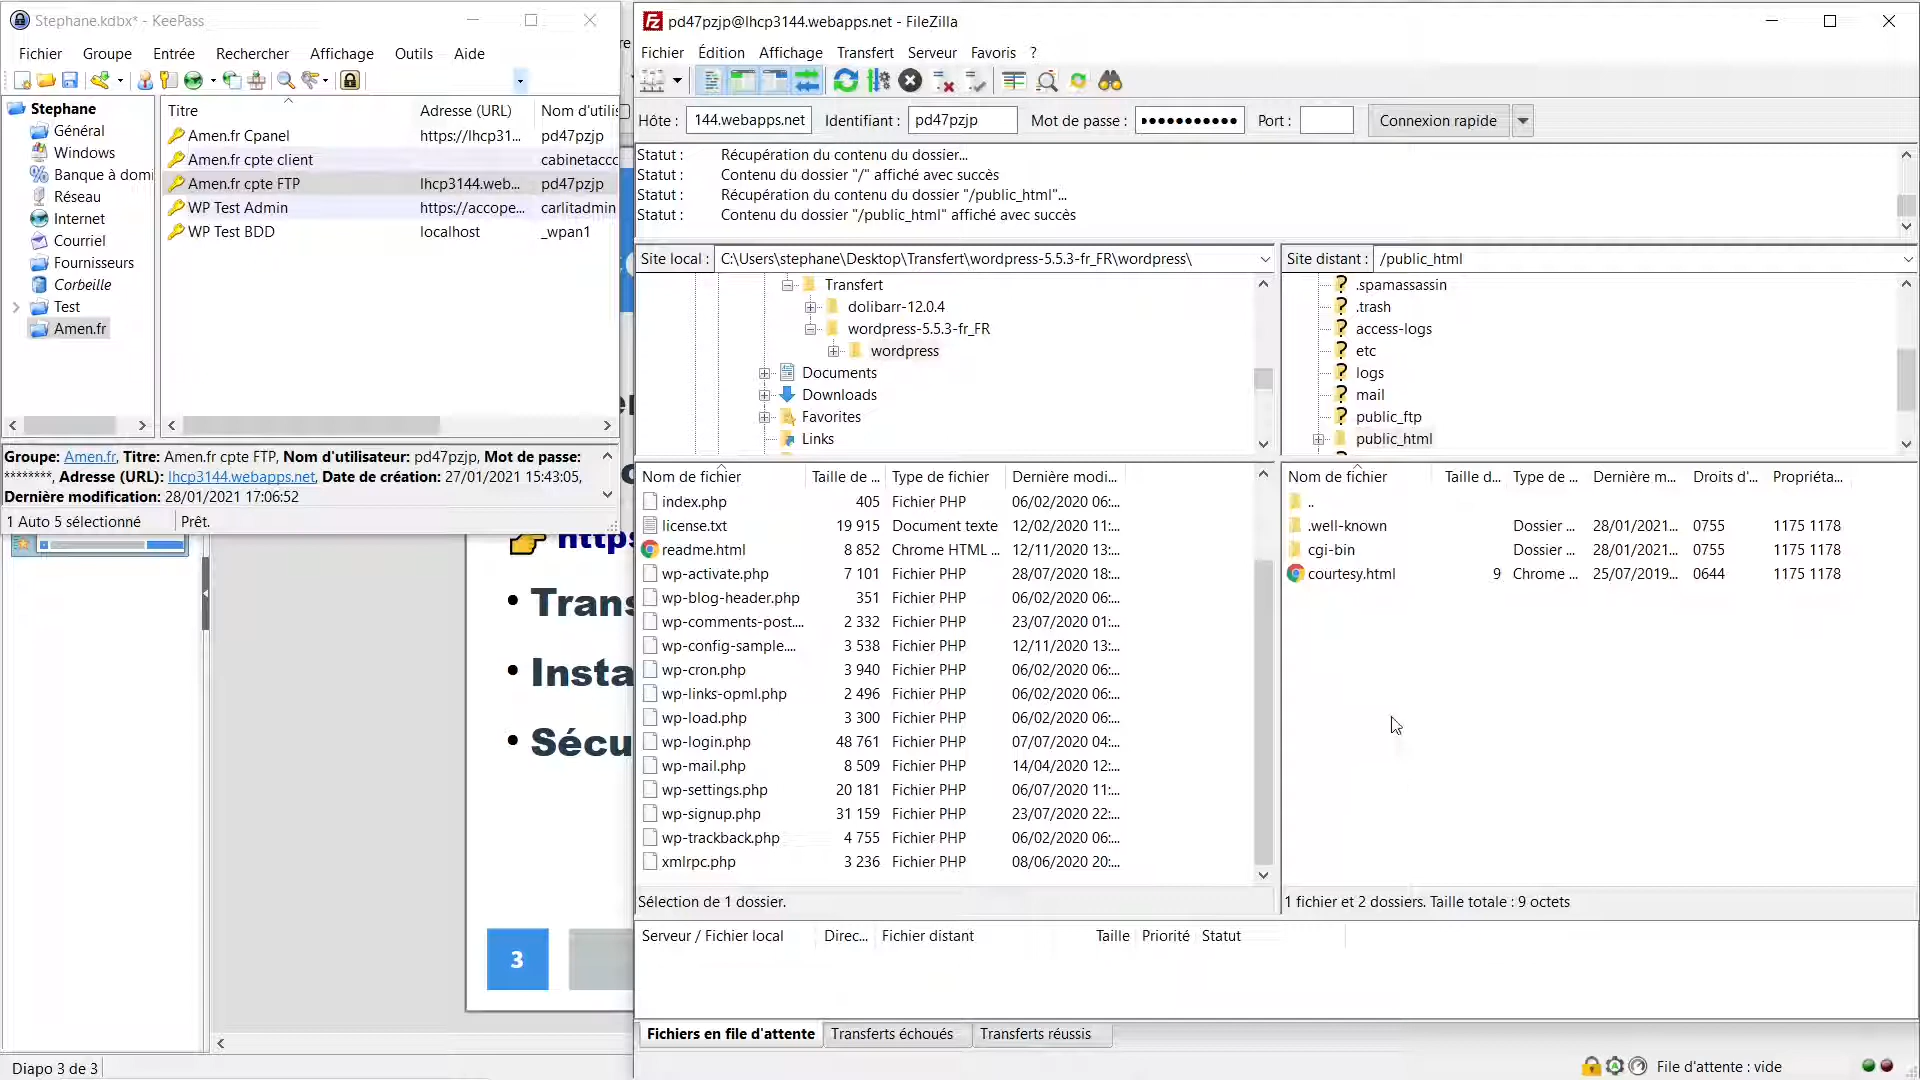 Stephane.kdbx* - KeePass
Fichier Groupe Entrée Rechercher Affichage Outils Aide
Stephane
Général
Windows
Banque à domi
Réseau
Internet
Courriel
Fournisseurs
Corbeille
Test
Amen.fr
Titre Adresse (URL) Nom d'utilis
Amen.fr Cpanel https://lhcp31... pd47pzjp
Amen.fr cpte client cabinetacco
Amen.fr cpte FTP lhcp3144.web... pd47pzjp
WP Test Admin https://accope... carlitadmin
WP Test BDD localhost _wpan1
Groupe: Amen.fr, Titre: Amen.fr cpte FTP, Nom d'utilisateur: pd47pzjp, Mot de passe:
********, Adresse (URL): lhcp3144.webapps.net, Date de création: 27/01/2021 15:43:05,
Dernière modification: 28/01/2021 17:06:52
1 Auto 5 sélectionné Prêt.
https
• Trans
• Insta
• Sécu
3
Diapo 3 de 3
pd47pzjp@lhcp3144.webapps.net - FileZilla
Fichier Édition Affichage Transfert Serveur Favoris ?
Hôte : 144.webapps.net Identifiant : pd47pzjp Mot de passe : ●●●●●●●●●●● Port : Connexion rapide
Statut : Récupération du contenu du dossier...
Statut : Contenu du dossier "/" affiché avec succès
Statut : Récupération du contenu du dossier "/public_html"...
Statut : Contenu du dossier "/public_html" affiché avec succès
Site local : C:\Users\stephane\Desktop\Transfert\wordpress-5.5.3-fr_FR\wordpress\
Transfert
dolibarr-12.0.4
wordpress-5.5.3-fr_FR
wordpress
Documents
Downloads
Favorites
Links
Site distant : /public_html
.spamassassin
.trash
access-logs
etc
logs
mail
public_ftp
public_html
Nom de fichier Taille de ... Type de fichier Dernière modi...
index.php 405 Fichier PHP 06/02/2020 06:...
license.txt 19 915 Document texte 12/02/2020 11:...
readme.html 8 852 Chrome HTML ... 12/11/2020 13:...
wp-activate.php 7 101 Fichier PHP 28/07/2020 18:...
wp-blog-header.php 351 Fichier PHP 06/02/2020 06:...
wp-comments-post.... 2 332 Fichier PHP 23/07/2020 01:...
wp-config-sample.... 3 538 Fichier PHP 12/11/2020 13:...
wp-cron.php 3 940 Fichier PHP 06/02/2020 06:...
wp-links-opml.php 2 496 Fichier PHP 06/02/2020 06:...
wp-load.php 3 300 Fichier PHP 06/02/2020 06:...
wp-login.php 48 761 Fichier PHP 07/07/2020 04:...
wp-mail.php 8 509 Fichier PHP 14/04/2020 12:...
wp-settings.php 20 181 Fichier PHP 06/07/2020 11:...
wp-signup.php 31 159 Fichier PHP 23/07/2020 22:...
wp-trackback.php 4 755 Fichier PHP 06/02/2020 06:...
xmlrpc.php 3 236 Fichier PHP 08/06/2020 20:...
Sélection de 1 dossier.
Nom de fichier Taille d... Type de ... Dernière m... Droits d'... Propriéta...
..
.well-known Dossier ... 28/01/2021... 0755 1175 1178
cgi-bin Dossier ... 28/01/2021... 0755 1175 1178
courtesy.html 9 Chrome ... 25/07/2019... 0644 1175 1178
1 fichier et 2 dossiers. Taille totale : 9 octets
Serveur / Fichier local Direc... Fichier distant Taille Priorité Statut
Fichiers en file d'attente Transferts échoués Transferts réussis
File d'attente : vide